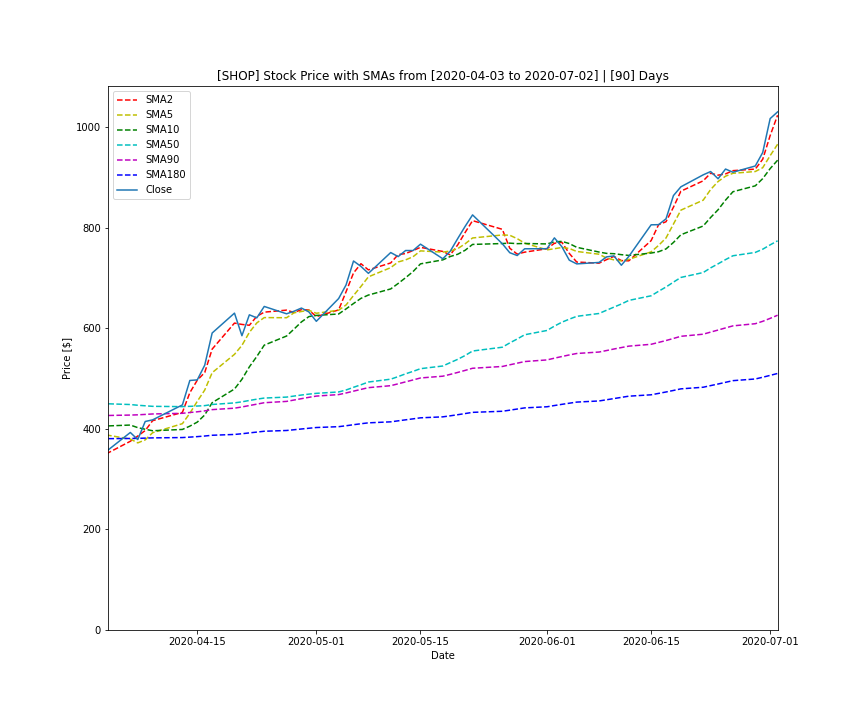 [SHOP] Stock Price with SMAs from [2020-04-03 to 2020-07-02] | [90] Days
SMA2
SMA5
SMA10
SMA50
SMA90
SMA180
Close
1000
800
600
400
200
0
Price [$]
2020-04-15
2020-05-01
2020-05-15
2020-06-01
2020-06-15
2020-07-01
Date